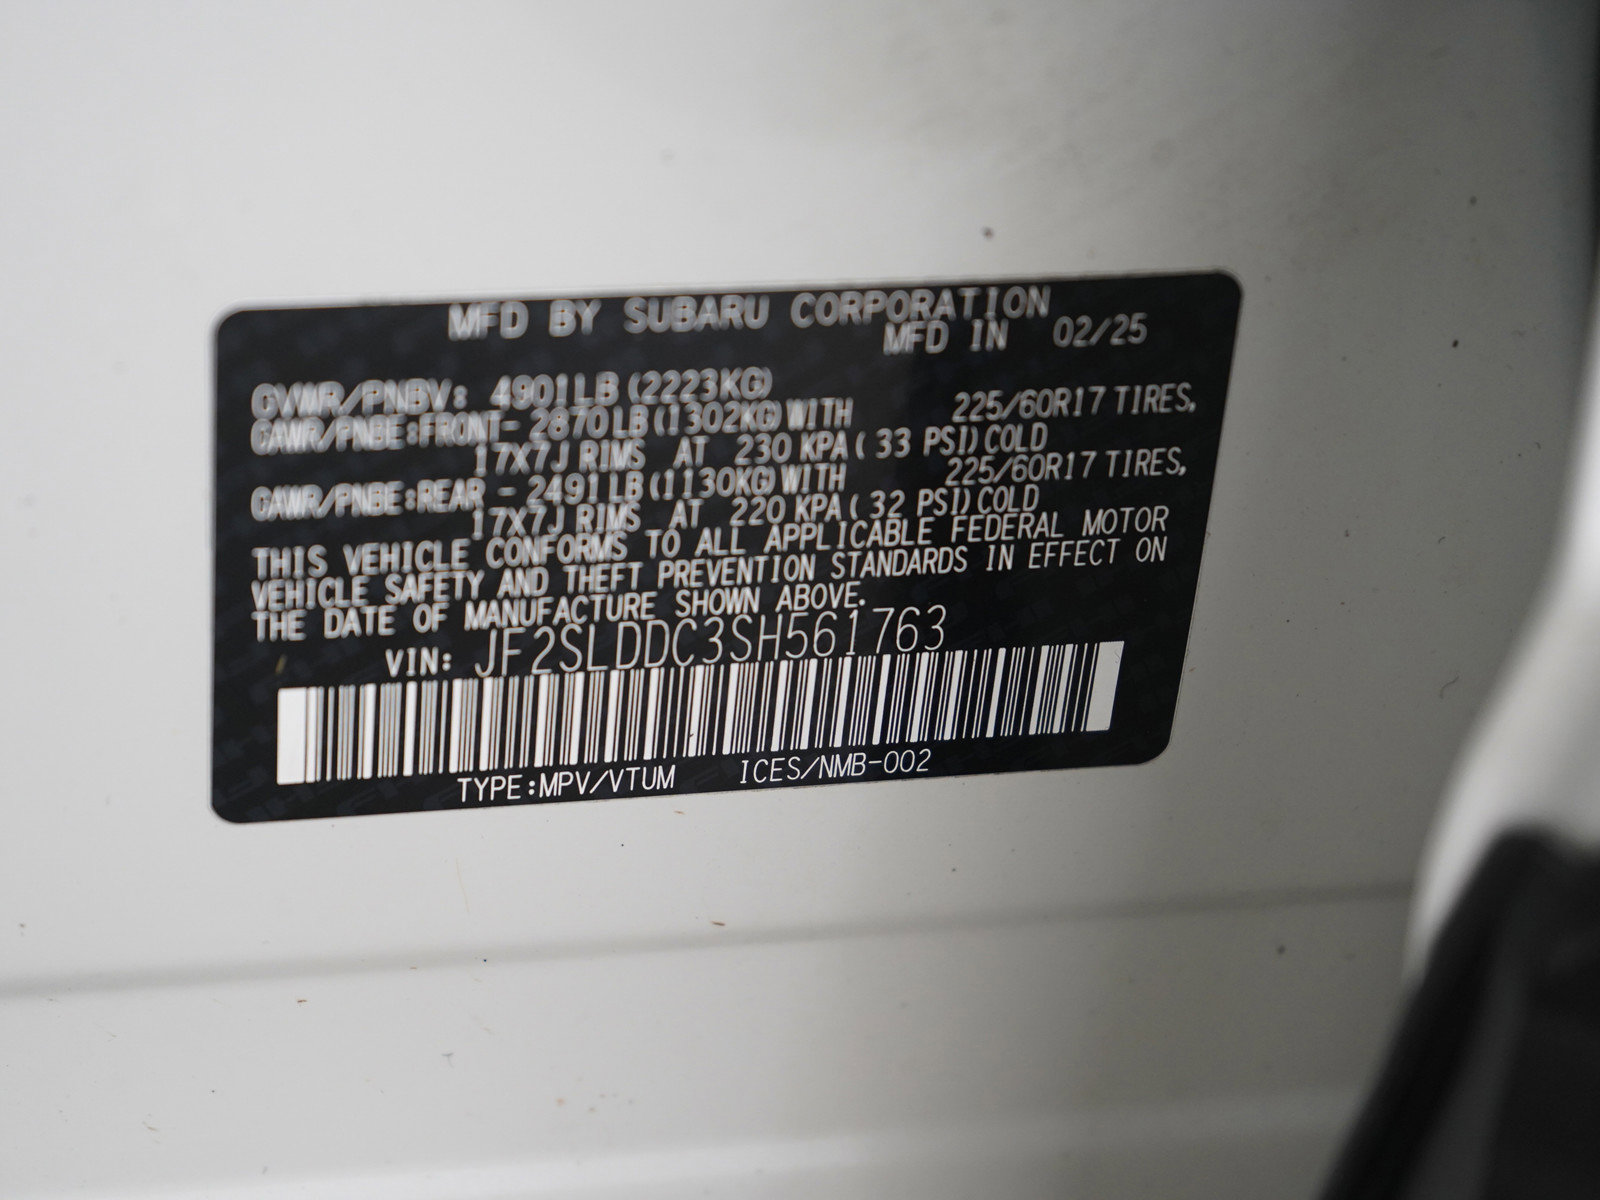 MFD BY SUBARU CORPORATION
MFD IN 02/25
GVWR/PNBV: 4901LB (2223KG)
GAWR/PNBE:FRONT- 2870LB (1302KG) WITH 225/60R17 TIRES,
17X7J RIMS AT 230 KPA( 33 PSI) COLD
GAWR/PNBE:REAR - 2491LB (1130KG) WITH 225/60R17 TIRES,
17X7J RIMS AT 220 KPA( 32 PSI) COLD
THIS VEHICLE CONFORMS TO ALL APPLICABLE FEDERAL MOTOR
VEHICLE SAFETY AND THEFT PREVENTION STANDARDS IN EFFECT ON
THE DATE OF MANUFACTURE SHOWN ABOVE.
VIN: JF2SLDDC3SH561763
TYPE:MPV/VTUM ICES/NMB-002